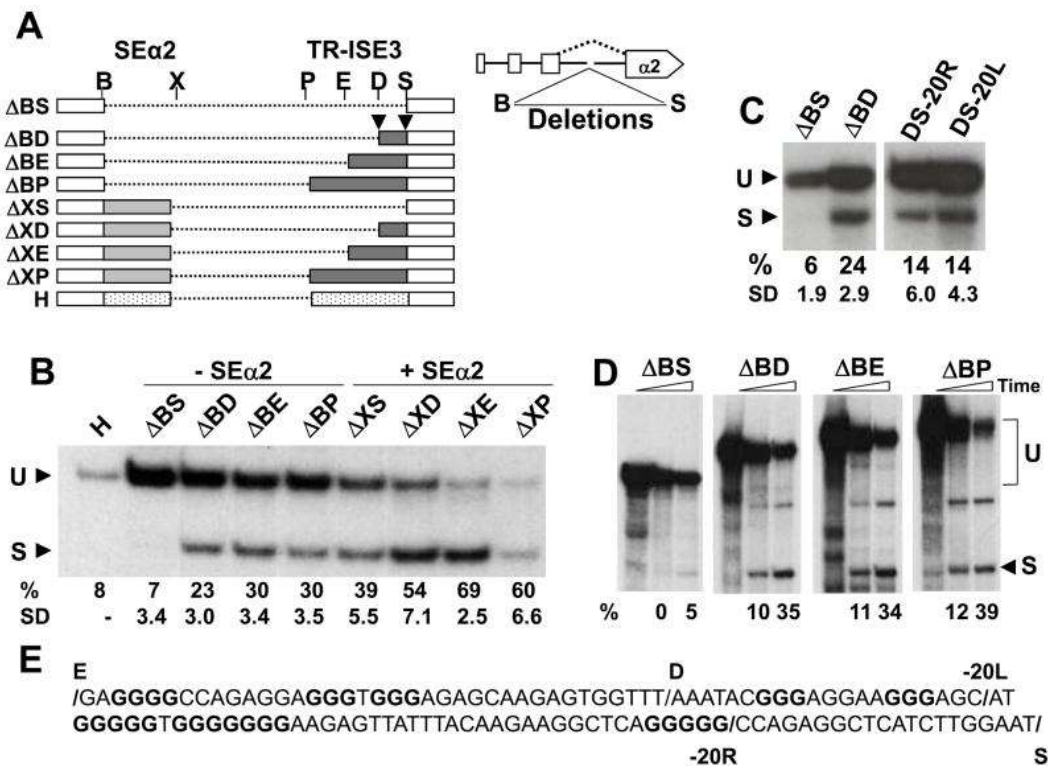 A
SEα2 TR-ISE3
B X P E D S
ΔBS
ΔBD
ΔBE
ΔBP
ΔXS
ΔXD
ΔXE
ΔXP
H
α2
B S
Deletions
C
ΔBS ΔBD DS-20R DS-20L
U
S
% 6 24 14 14
SD 1.9 2.9 6.0 4.3
B
- SEα2 + SEα2
H ΔBS ΔBD ΔBE ΔBP ΔXS ΔXD ΔXE ΔXP
U
S
% 8 7 23 30 30 39 54 69 60
SD - 3.4 3.0 3.4 3.5 5.5 7.1 2.5 6.6
D
ΔBS ΔBD ΔBE ΔBP
Time
U
S
% 0 5 10 35 11 34 12 39
E
E D -20L
/GAGGGGCCAGAGGAGGGTGGGAGAGCAAGAGTGGTTT/AAATACGGGAGGAAGGGAGC/AT
GGGGGTGGGGGGGAAGAGTTATTTACAAGAAGGCTCAGGGGG/CCAGAGGCTCATCTTGGAAT/
-20R S